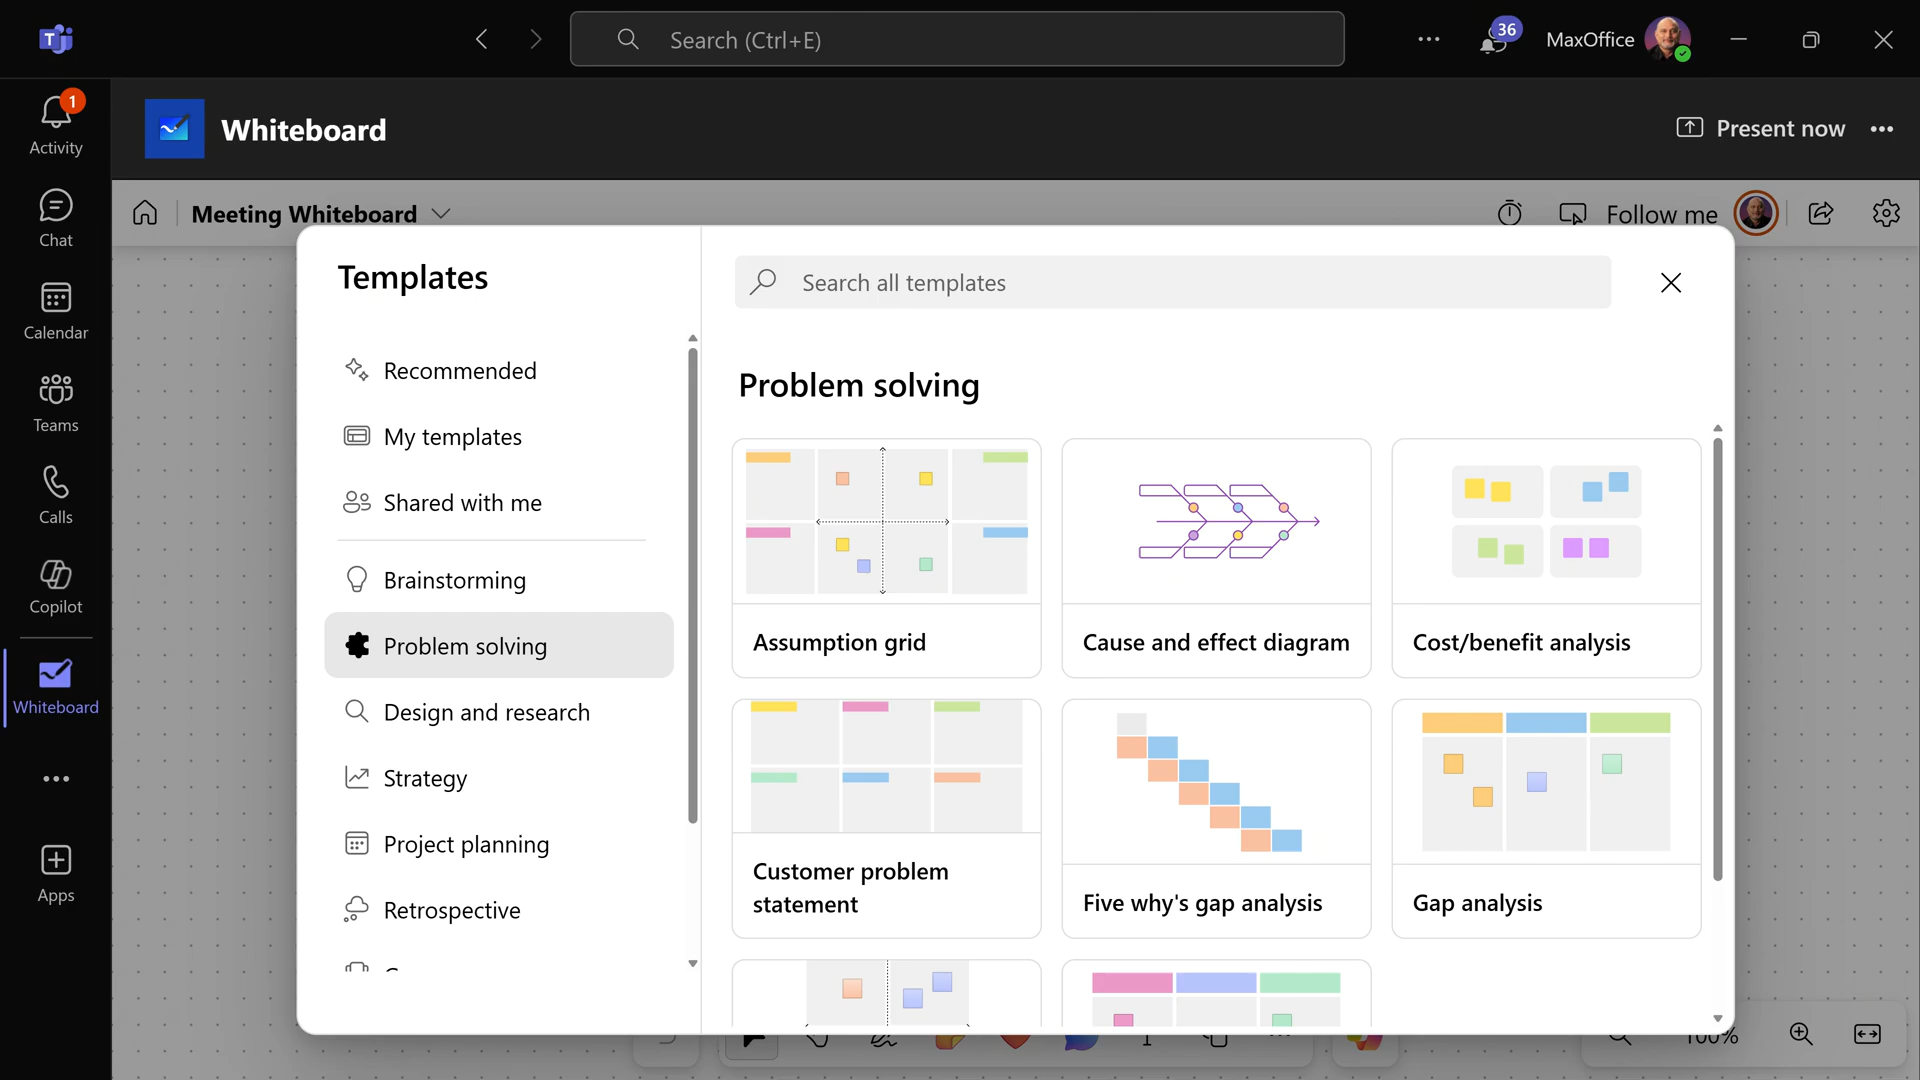 Search (Ctrl+E)
36
MaxOffice
1
Activity
Chat
Calendar
Teams
Calls
Copilot
Whiteboard
Apps
Whiteboard
Present now
Meeting Whiteboard
Follow me
Templates
Recommended
My templates
Shared with me
Brainstorming
Problem solving
Design and research
Strategy
Project planning
Retrospective
Search all templates
Problem solving
Assumption grid
Cause and effect diagram
Cost/benefit analysis
Customer problem
statement
Five why's gap analysis
Gap analysis
100%